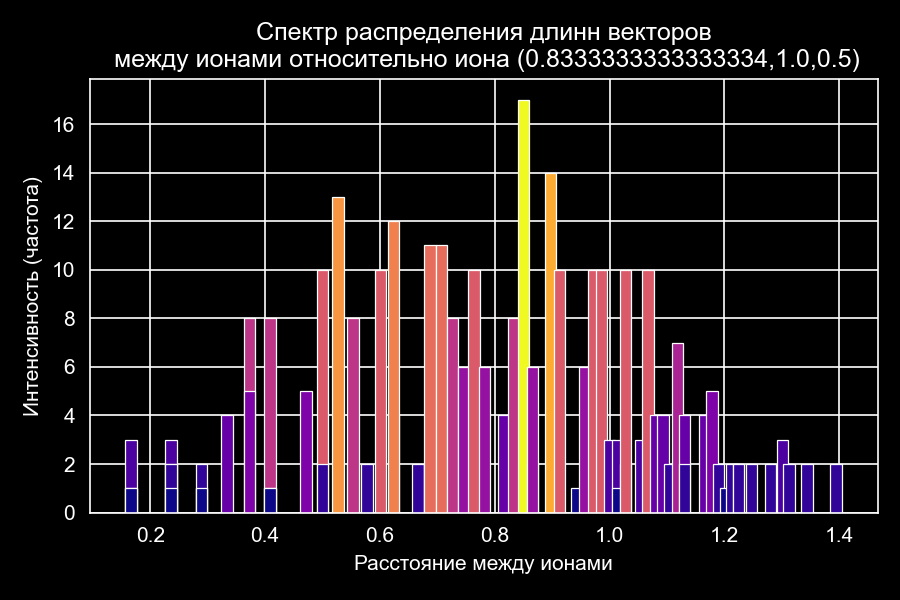 Спектр распределения длинн векторов
между ионами относительно иона (0.8333333333333334,1.0,0.5)
Интенсивность (частота)
16
14
12
10
8
6
4
2
0
0.2 0.4 0.6 0.8 1.0 1.2 1.4
Расстояние между ионами